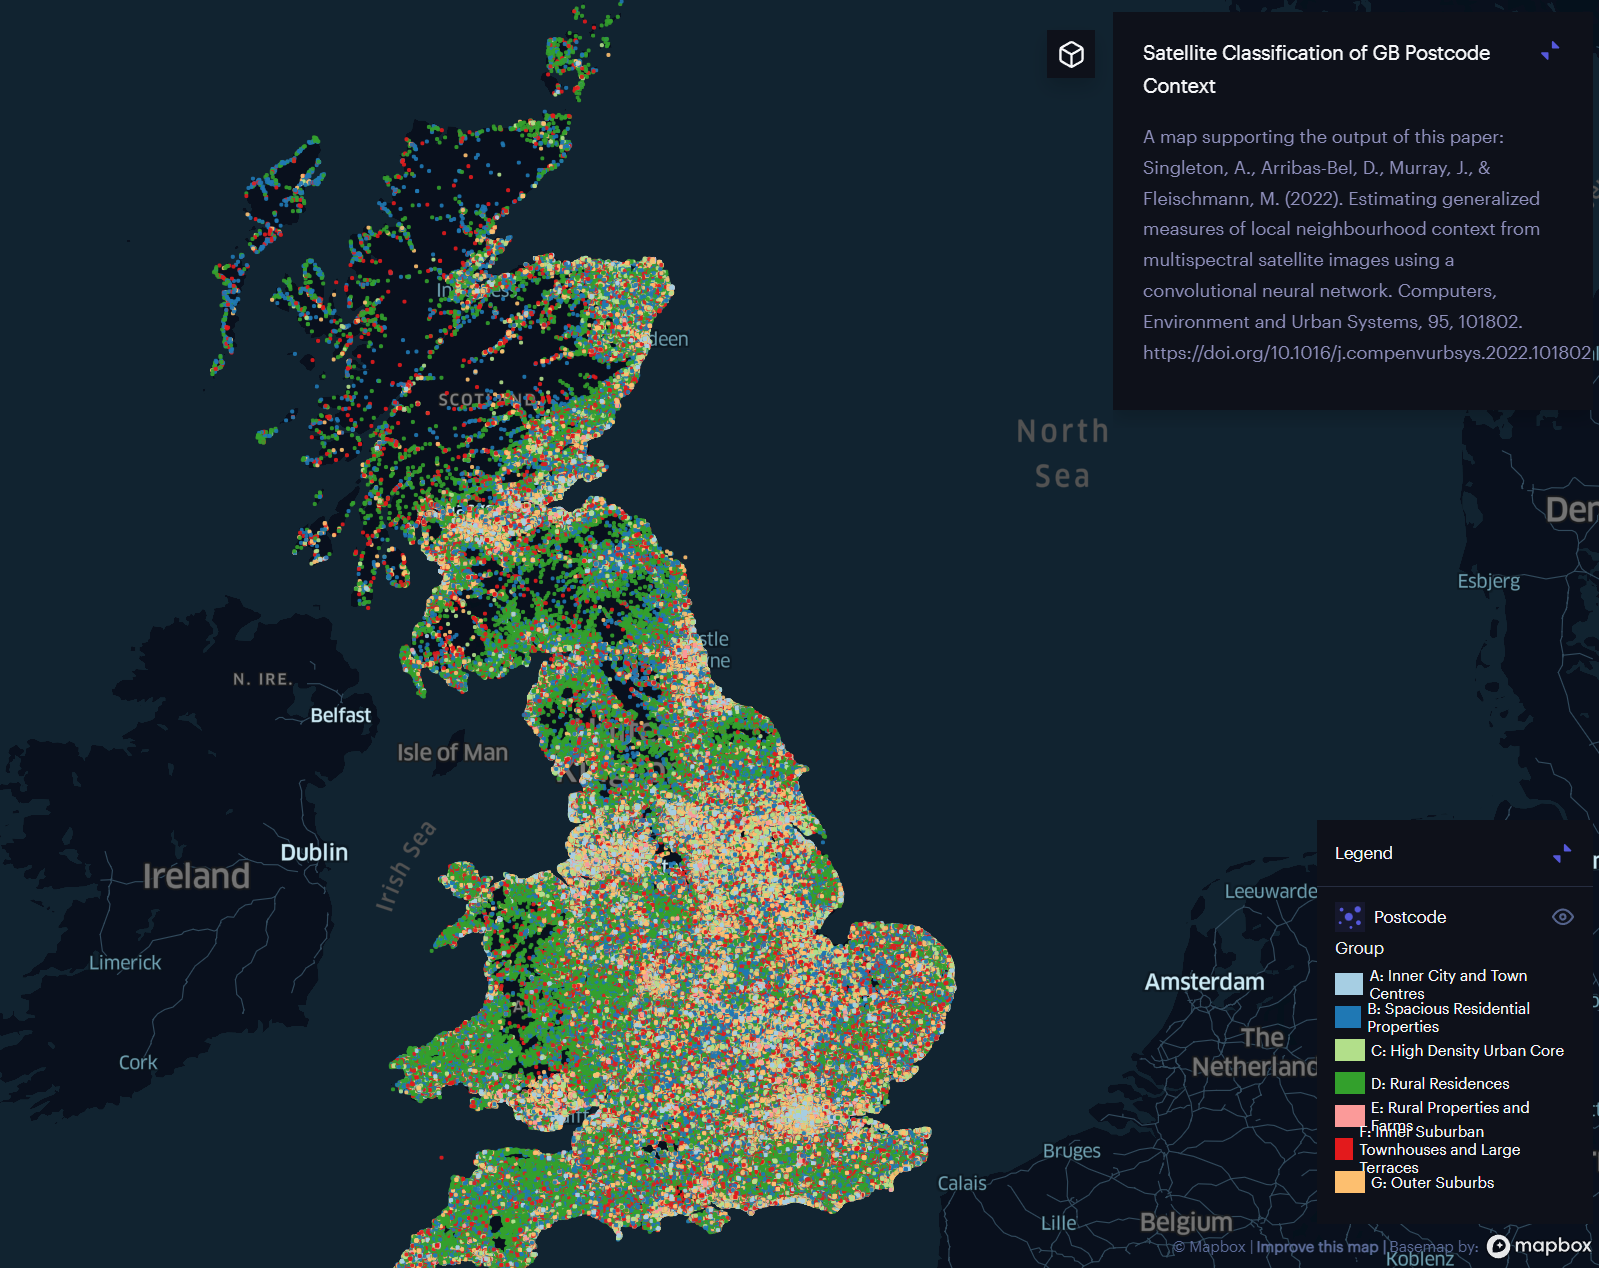 Satellite Classification of GB Postcode
Context
A map supporting the output of this paper:
Singleton, A., Arribas-Bel, D., Murray, J., &
Fleischmann, M. (2022). Estimating generalized
measures of local neighbourhood context from
multispectral satellite images using a
convolutional neural network. Computers,
Environment and Urban Systems, 95, 101802.
https://doi.org/10.1016/j.compenvurbsys.2022.101802
deen
SCOTLAND
North
Sea
Der
Esbjerg
stle
ne
N. IRE.
Belfast
Isle of Man
Irish Sea
Dublin
Ireland
Limerick
Cork
Leeuwarde
Amsterdam
The
Netherland
Bruges
Calais
Lille
Belgium
Koblenz
Legend
Postcode
Group
A: Inner City and Town
Centres
B: Spacious Residential
Properties
C: High Density Urban Core
D: Rural Residences
E: Rural Properties and
Farms
F: Inner Suburban
Townhouses and Large
Terraces
G: Outer Suburbs
© Mapbox | Improve this map | Basemap by: mapbox